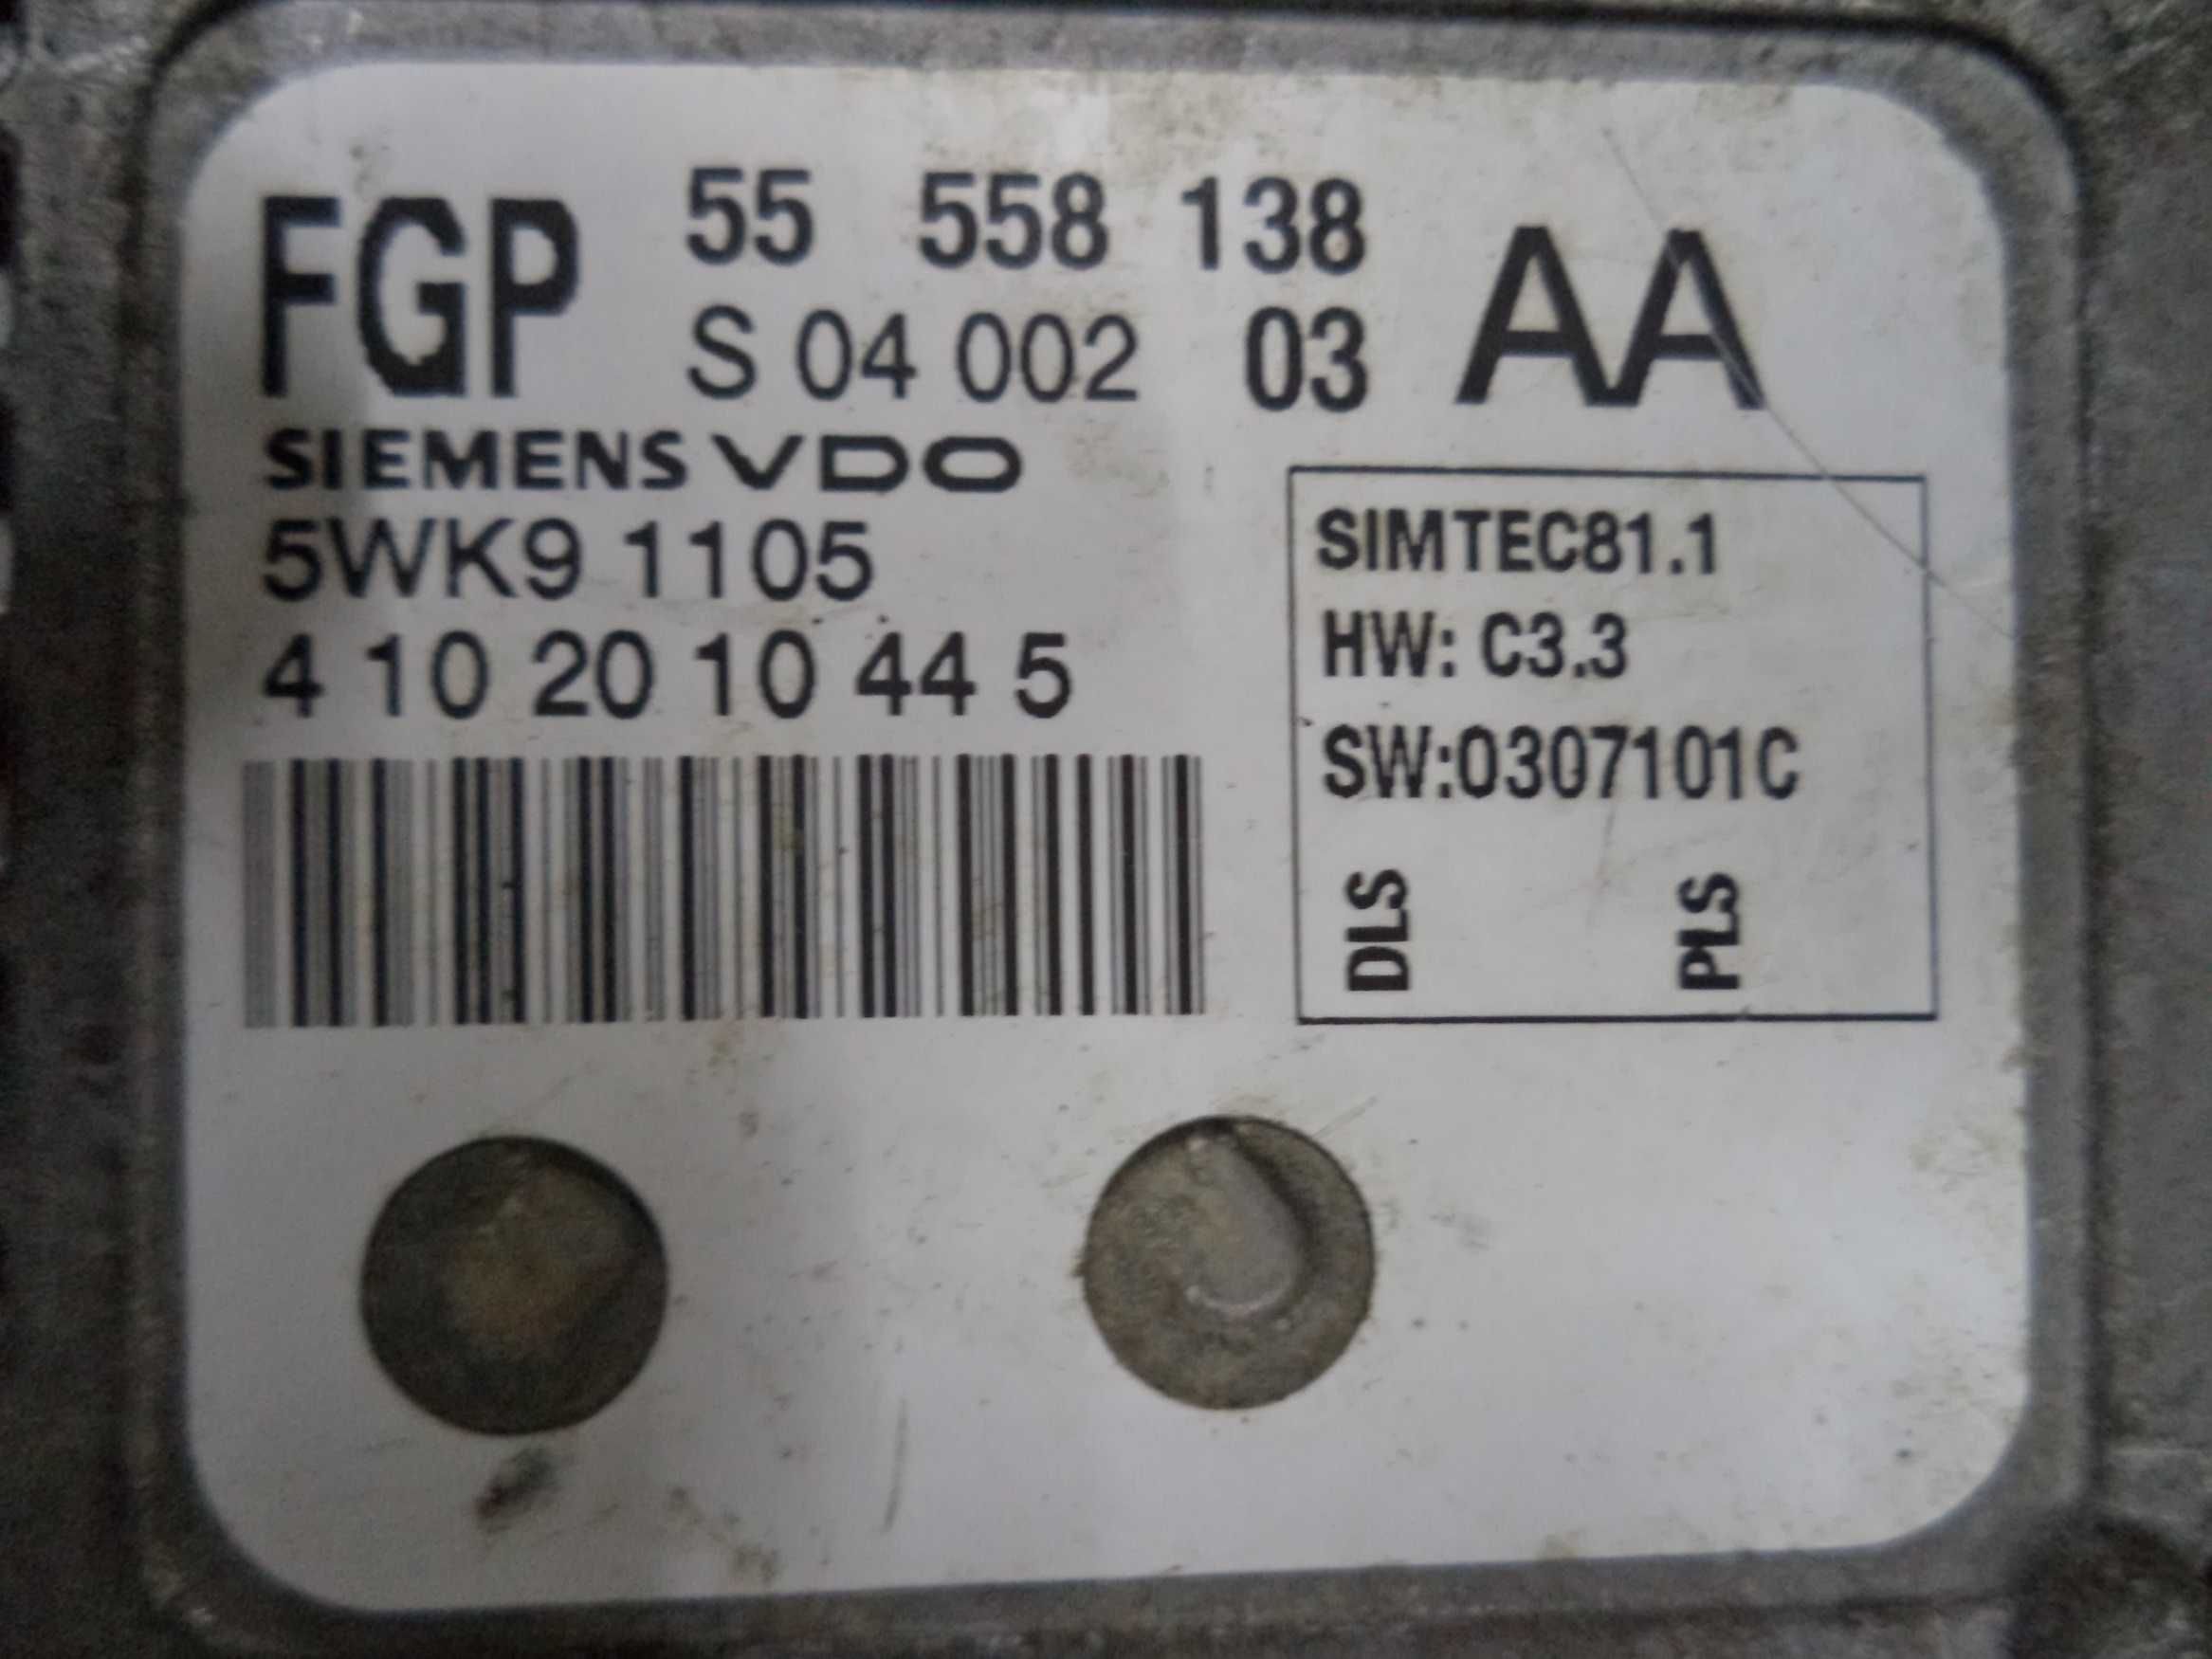 FGP 55 558 138 AA
S 04 002 03
SIEMENS VDO
5WK9 1105
4 10 20 10 44 5
SIMTEC81.1
HW: C3.3
SW:0307101C
DLS PLS